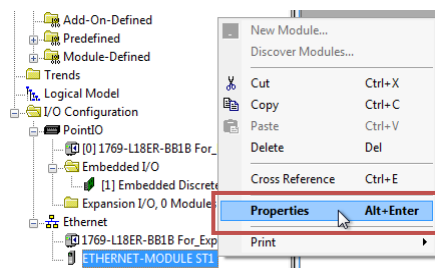 Add-On-Defined
Predefined
Module-Defined
Trends
Logical Model
I/O Configuration
PointIO
[0] 1769-L18ER-BB1B For_
Embedded I/O
[1] Embedded Discrete
Expansion I/O, 0 Modules
Ethernet
1769-L18ER-BB1B For_Exp
ETHERNET-MODULE ST1
New Module...
Discover Modules...
Cut Ctrl+X
Copy Ctrl+C
Paste Ctrl+V
Delete Del
Cross Reference Ctrl+E
Properties Alt+Enter
Print